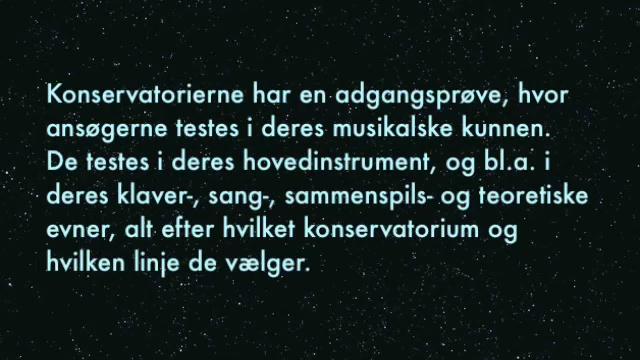 Konservatorierne har en adgangsprøve, hvor
ansøgerne testes i deres musikalske kunnen.
De testes i deres hovedinstrument, og bl.a. i
deres klaver-, sang-, sammenspils- og teoretiske
evner, alt efter hvilket konservatorium og
hvilken linje de vælger.